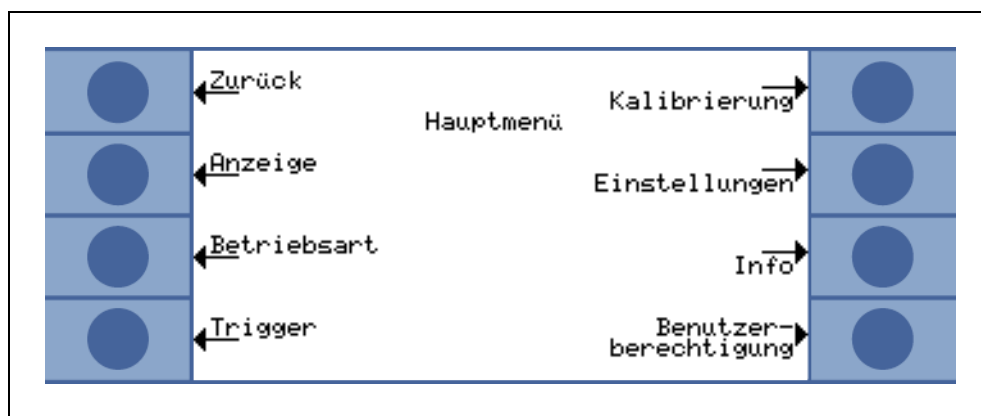 Zurück
Kalibrierung
Hauptmenü
Anzeige
Einstellungen
Betriebsart
Info
Trigger
Benutzer-
berechtigung